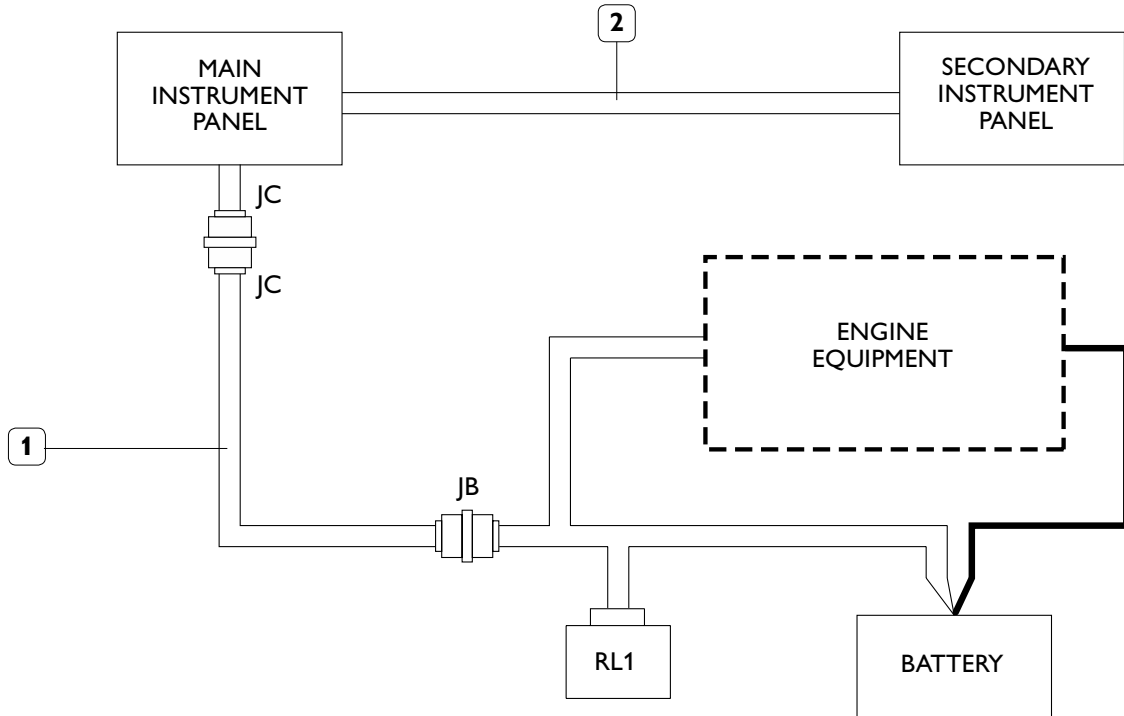 2
MAIN
INSTRUMENT
PANEL
SECONDARY
INSTRUMENT
PANEL
JC
JC
ENGINE
EQUIPMENT
1
JB
RL1
BATTERY